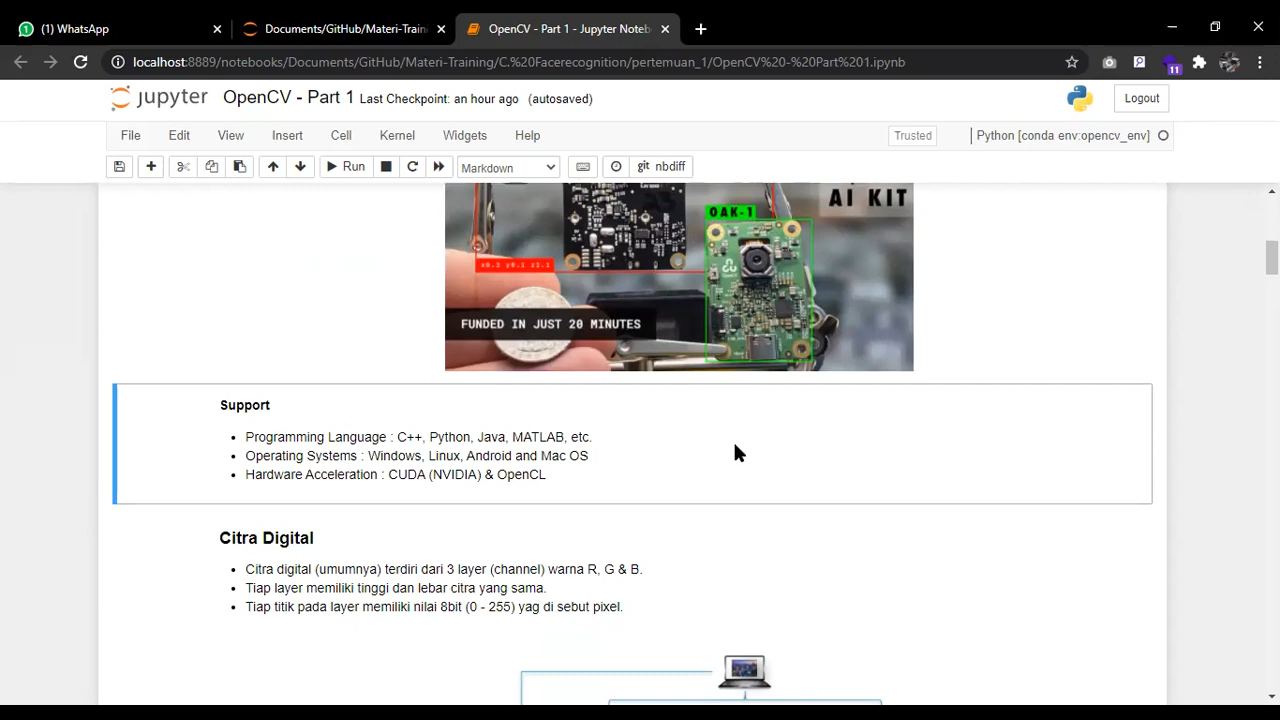 (1) WhatsApp
Documents/GitHub/Materi-Train
OpenCV - Part 1 - Jupyter Noteb
localhost:8889/notebooks/Documents/GitHub/Materi-Training/C.%20Facerecognition/pertemuan_1/OpenCV%20-%20Part%201.ipynb
11
jupyter OpenCV - Part 1 Last Checkpoint: an hour ago (autosaved)
Logout
File Edit View Insert Cell Kernel Widgets Help
Trusted
Python [conda env:opencv_env]
Run
Markdown
git nbdiff
AI KIT
OAK-1
FUNDED IN JUST 20 MINUTES
Support
• Programming Language : C++, Python, Java, MATLAB, etc.
• Operating Systems : Windows, Linux, Android and Mac OS
• Hardware Acceleration : CUDA (NVIDIA) & OpenCL
Citra Digital
• Citra digital (umumnya) terdiri dari 3 layer (channel) warna R, G & B.
• Tiap layer memiliki tinggi dan lebar citra yang sama.
• Tiap titik pada layer memiliki nilai 8bit (0 - 255) yag di sebut pixel.